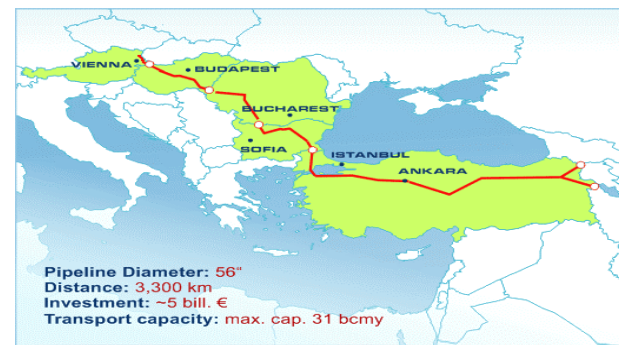 VIENNA
BUDAPEST
BUCHAREST
SOFIA
ISTANBUL
ANKARA
Pipeline Diameter: 56“
Distance: 3,300 km
Investment: ~5 bill. €
Transport capacity: max. cap. 31 bcmy